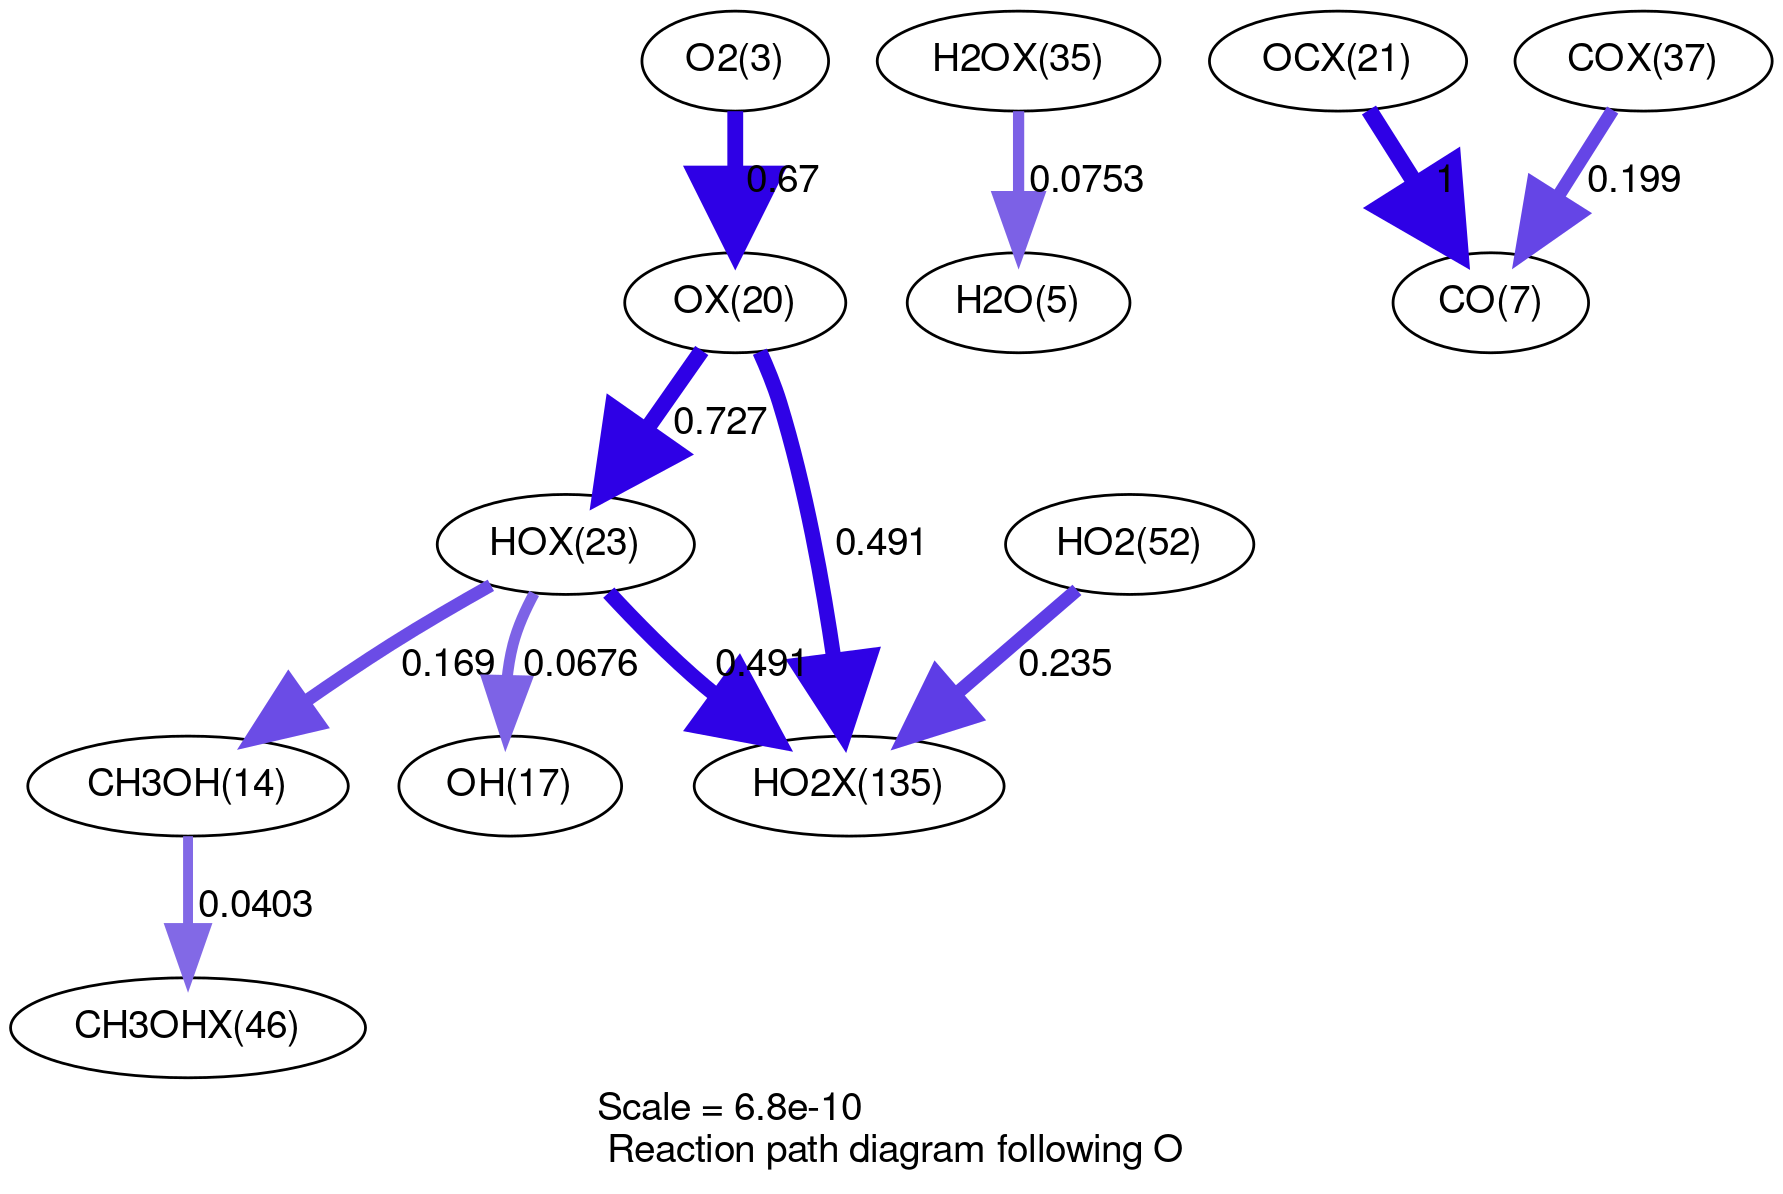 O2(3)
H2OX(35)
OCX(21)
COX(37)
0.67
0.0753
1
0.199
OX(20)
H2O(5)
CO(7)
0.727
0.491
HOX(23)
HO2(52)
0.169
0.0676
0.491
0.235
CH3OH(14)
OH(17)
HO2X(135)
0.0403
CH3OHX(46)
Scale = 6.8e-10
Reaction path diagram following O